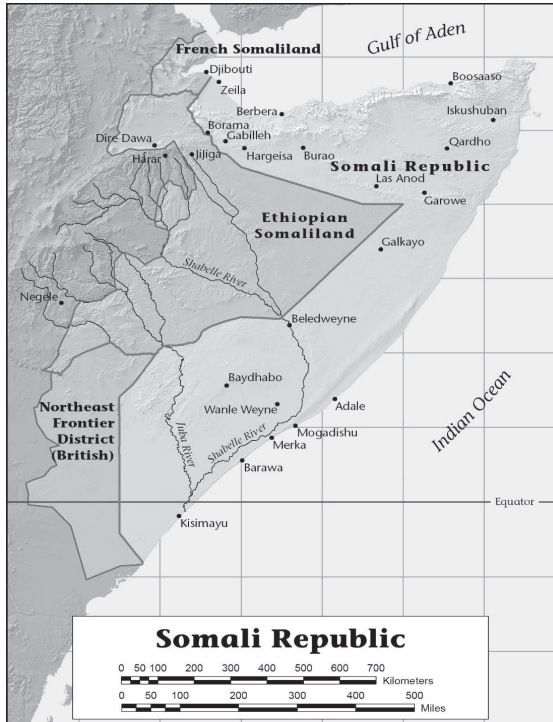 Gulf of Aden
French Somaliland
Djibouti
Zeila
Boosaaso
Berbera
Iskushuban
Borama
Gabilleh
Dire Dawa
Harar
Jiljiga
Hargeisa
Burao
Qardho
Somali Republic
Las Anod
Garowe
Ethiopian
Somaliland
Galkayo
Shabelle River
Negele
Beledweyne
Baydhabo
Wanle Weyne
Adale
Indian Ocean
Northeast
Frontier
District
(British)
Juba River
Shabelle River
Mogadishu
Merka
Barawa
Equator
Kisimayu
Somali Republic
0 50 100 200 300 400 500 600 700
Kilometers
0 50 100 200 300 400 500
Miles